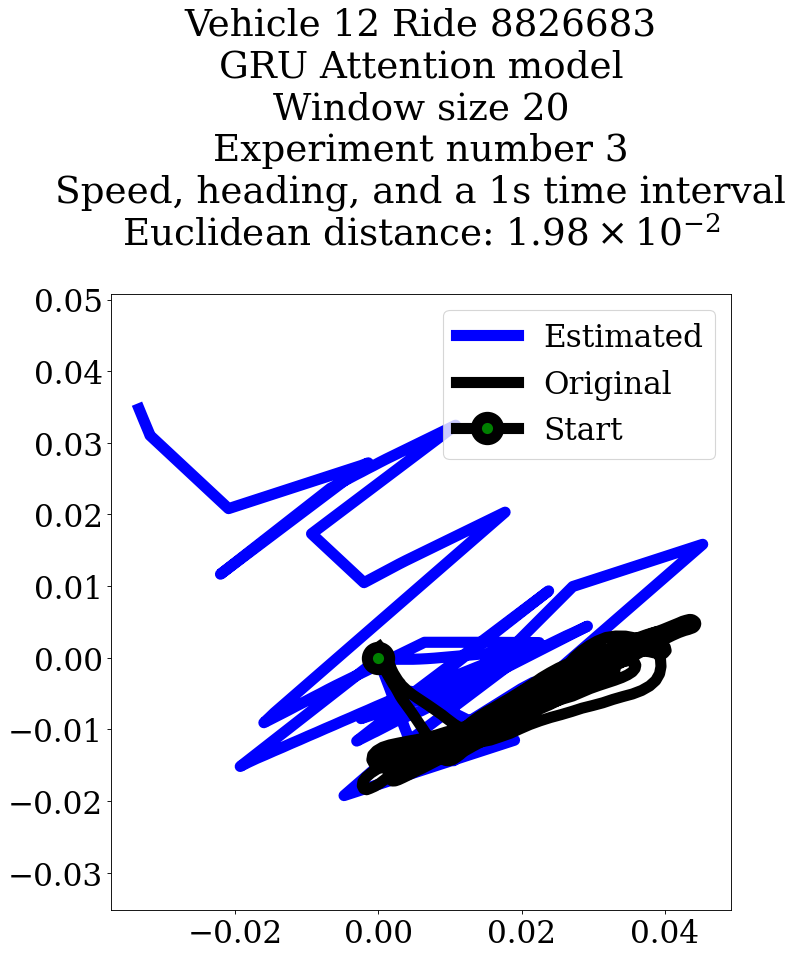 Vehicle 12 Ride 8826683
GRU Attention model
Window size 20
Experiment number 3
Speed, heading, and a 1s time interval
Euclidean distance: 1.98 × 10⁻²
Estimated
Original
Start
0.05
0.04
0.03
0.02
0.01
0.00
−0.01
−0.02
−0.03
−0.02 0.00 0.02 0.04